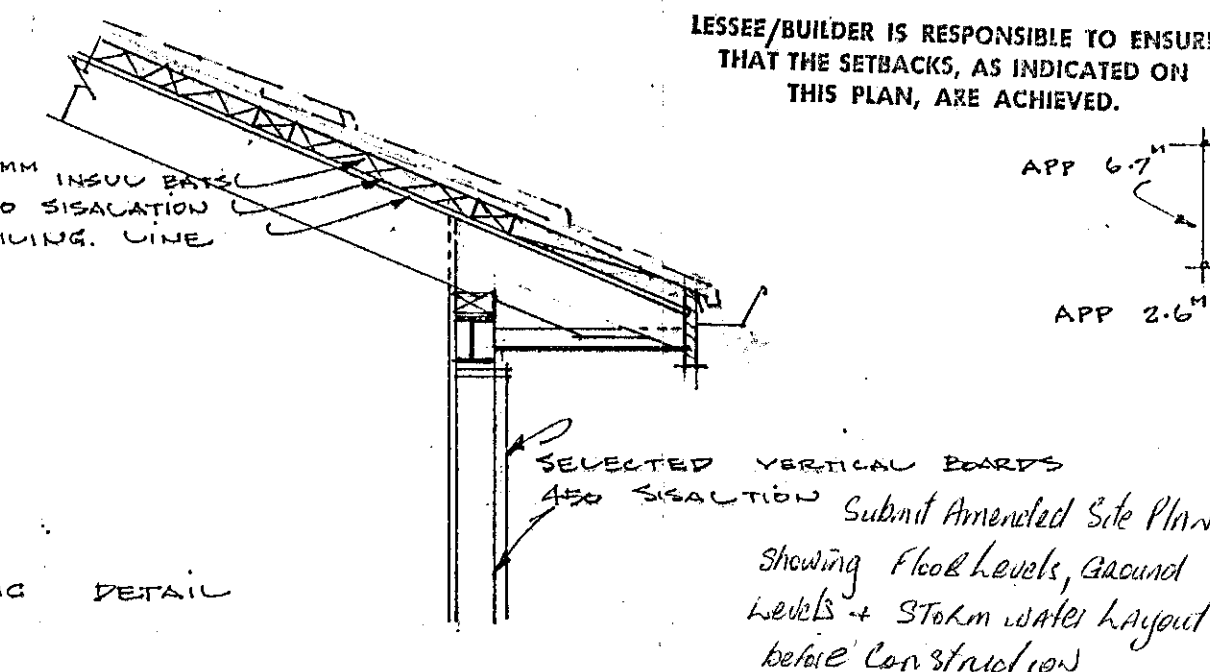 LESSEE/BUILDER IS RESPONSIBLE TO ENSURE
THAT THE SETBACKS, AS INDICATED ON
THIS PLAN, ARE ACHIEVED.
APP 6.7M
APP 2.6M
MM INSUL BATS
SISALATION
LINE
SELECTED VERTICAL BOARDS
450 SISALTION
Submit Amended Site Plan
Showing Floor Levels, Ground
Levels + Storm Water Layout
before Construction
DETAIL